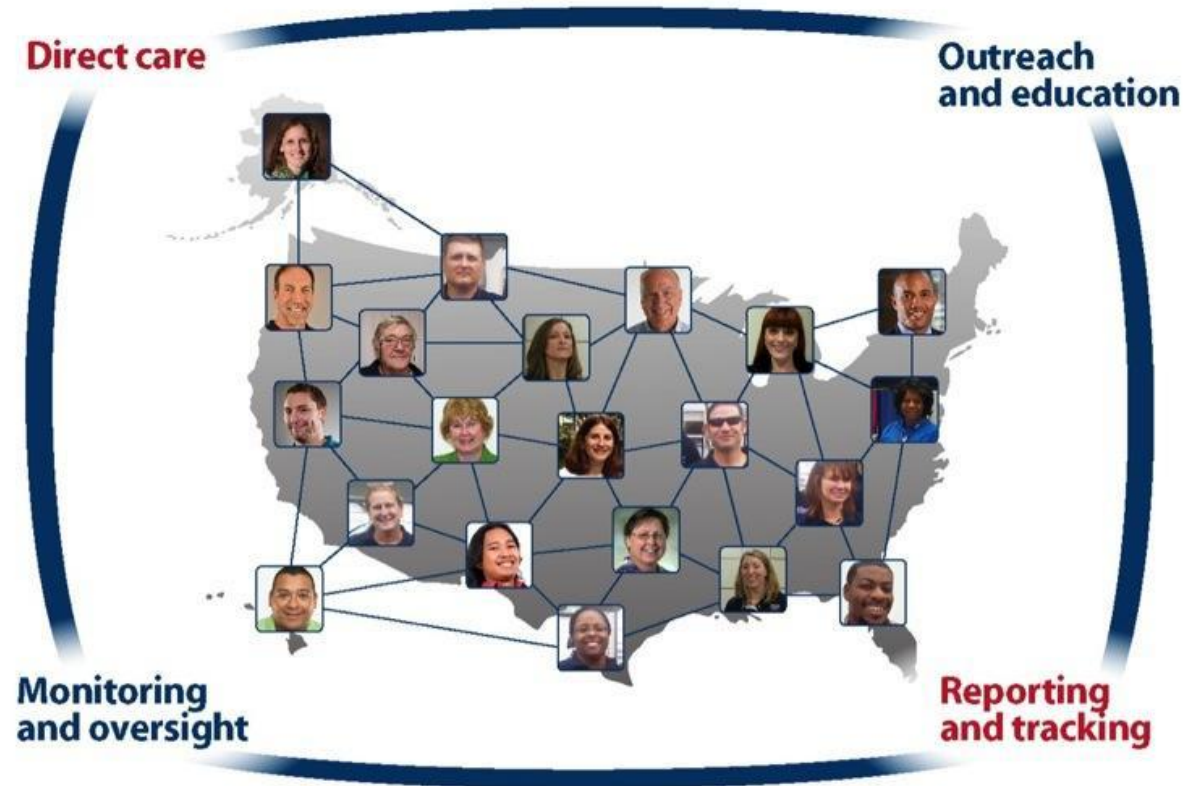 Direct care
Outreach
and education
Monitoring
and oversight
Reporting
and tracking